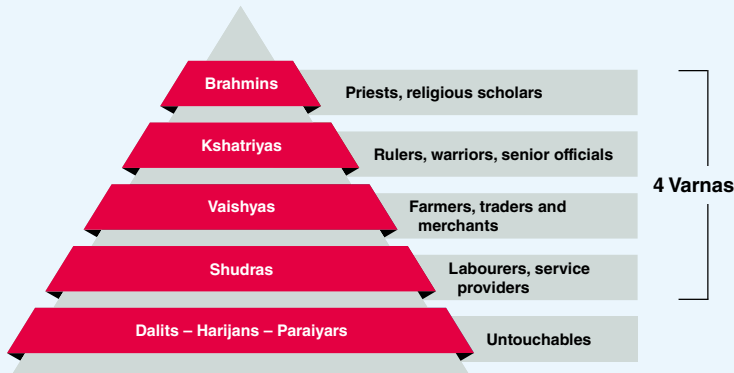 Brahmins
Priests, religious scholars
Kshatriyas
Rulers, warriors, senior officials
4 Varnas
Vaishyas
Farmers, traders and
merchants
Shudras
Labourers, service
providers
Dalits – Harijans – Paraiyars
Untouchables